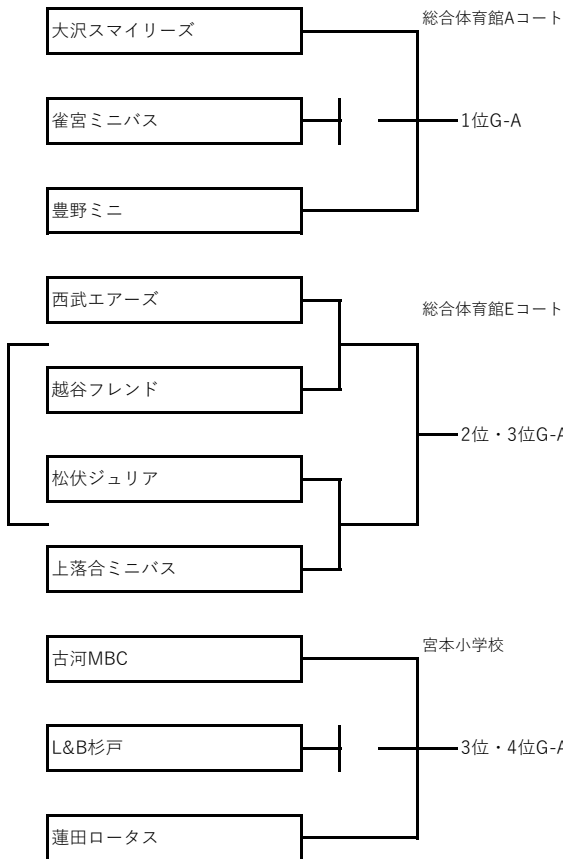 大沢スマイリーズ
総合体育館Aコート
雀宮ミニバス
1位G-A
豊野ミニ
西武エアーズ
総合体育館Eコート
越谷フレンド
2位・3位G-A
松伏ジュリア
上落合ミニバス
古河MBC
宮本小学校
L&B杉戸
3位・4位G-A
蓮田ロータス